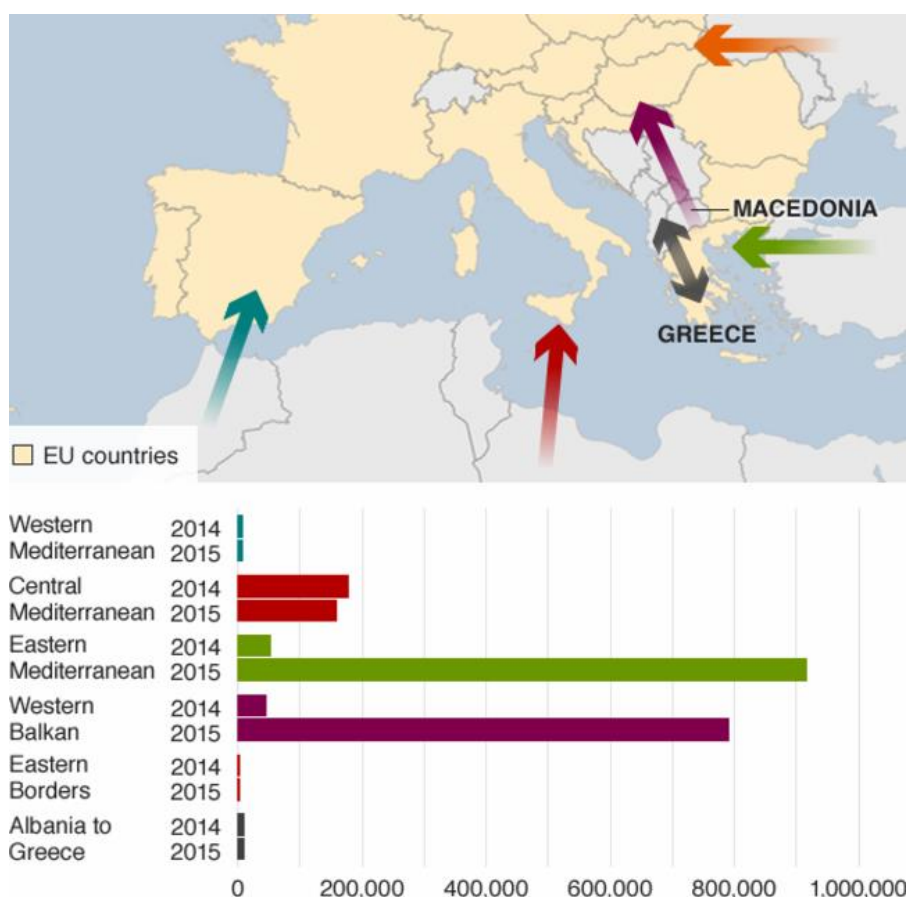 MACEDONIA
GREECE
EU countries
Western 2014
Mediterranean 2015
Central 2014
Mediterranean 2015
Eastern 2014
Mediterranean 2015
Western 2014
Balkan 2015
Eastern 2014
Borders 2015
Albania to 2014
Greece 2015
0 200,000 400,000 600,000 800,000 1,000,000